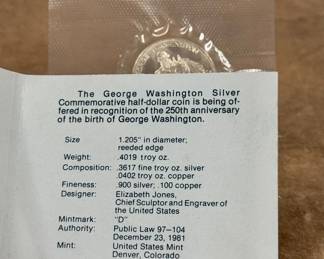 The George Washington Silver
Commemorative half-dollar coin is being of-
fered in recognition of the 250th anniversary
of the birth of George Washington.
Size 1.205" in diameter;
reeded edge
Weight: .4019 troy oz.
Composition: .3617 fine troy oz. silver
.0402 troy oz. copper
Fineness: .900 silver; .100 copper
Designer: Elizabeth Jones,
Chief Sculptor and Engraver of
the United States
Mintmark: "D"
Authority: Public Law 97-104
December 23, 1981
Mint: United States Mint
Denver, Colorado